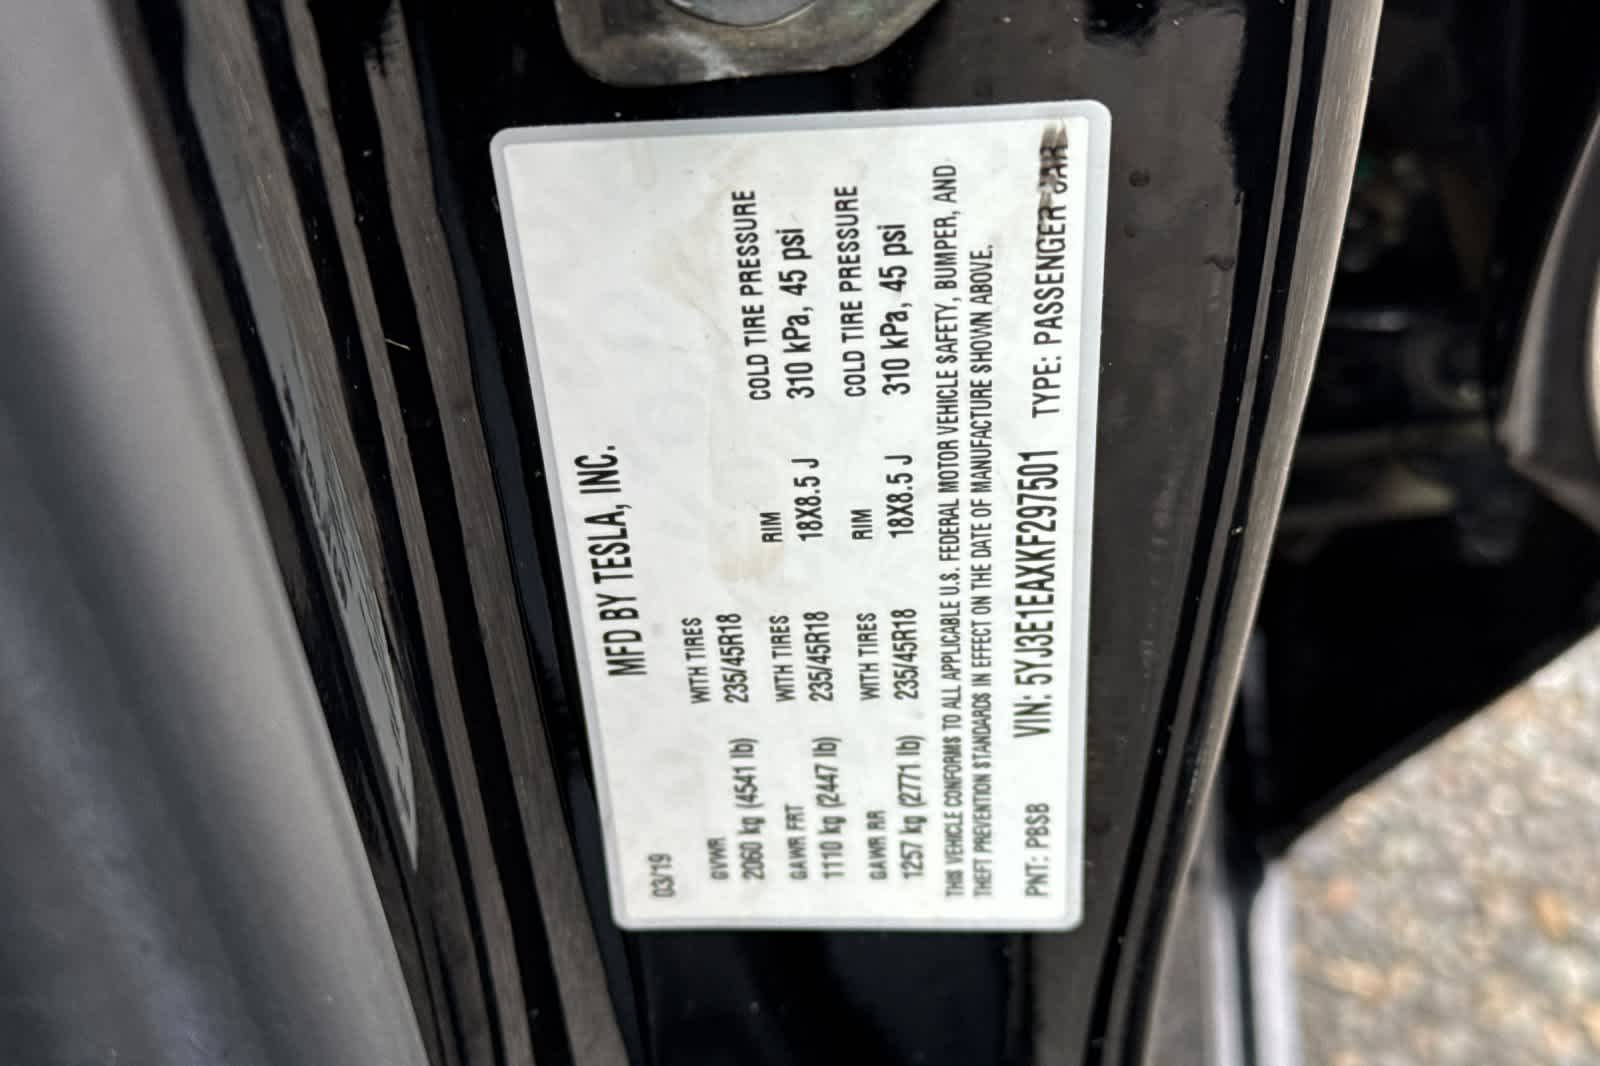 MFD BY TESLA, INC.
03/19
GVWR WITH TIRES RIM COLD TIRE PRESSURE
2060 kg (4541 lb) 235/45R18 18X8.5 J 310 kPa, 45 psi
GAWR FRT WITH TIRES RIM COLD TIRE PRESSURE
1110 kg (2447 lb) 235/45R18 18X8.5 J 310 kPa, 45 psi
GAWR RR WITH TIRES
1257 kg (2771 lb) 235/45R18
THIS VEHICLE CONFORMS TO ALL APPLICABLE U.S. FEDERAL MOTOR VEHICLE SAFETY, BUMPER, AND
THEFT PREVENTION STANDARDS IN EFFECT ON THE DATE OF MANUFACTURE SHOWN ABOVE.
PNT: PBSB VIN: 5YJ3E1EAXKF297501 TYPE: PASSENGER CAR